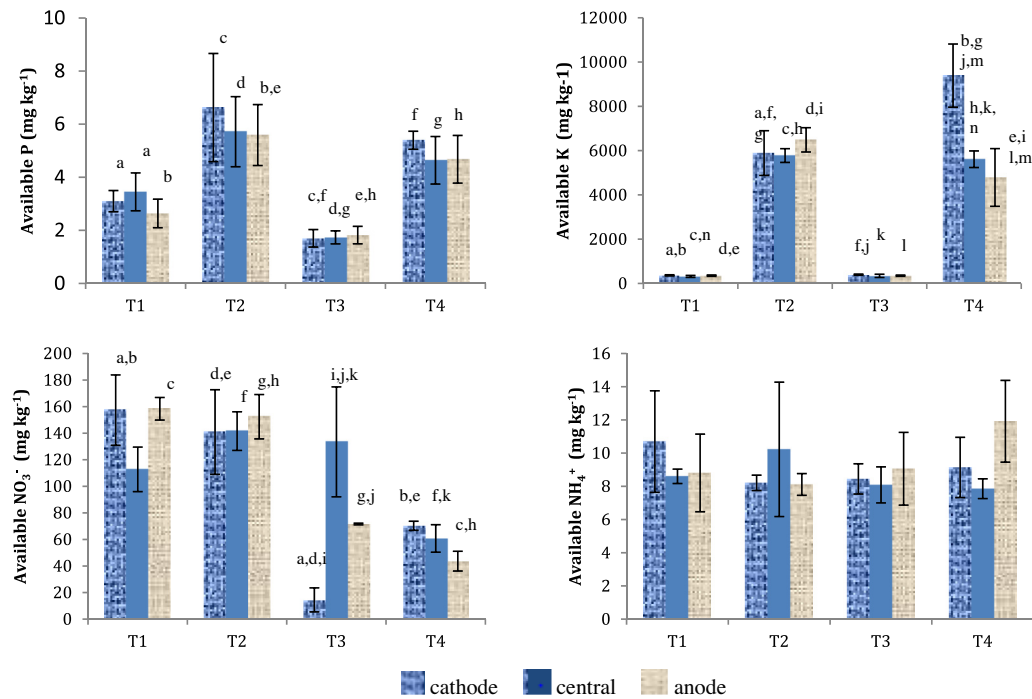 10
8
6
4
2
0
Available P (mg kg-1)
a
a
b
c
d
b,e
c,f
d,g
e,h
f
g
h
T1
T2
T3
T4
12000
10000
8000
6000
4000
2000
0
Available K (mg kg-1)
a,b
c,n
d,e
a,f,
g
c,h
d,i
f,j
k
l
b,g
j,m
h,k,
n
e,i
l,m
T1
T2
T3
T4
200
180
160
140
120
100
80
60
40
20
0
Available NO3- (mg kg-1)
a,b
c
d,e
f
g,h
a,d,i
i,j,k
g,j
b,e
f,k
c,h
T1
T2
T3
T4
16
14
12
10
8
6
4
2
0
Available NH4+ (mg kg-1)
T1
T2
T3
T4
cathode
central
anode